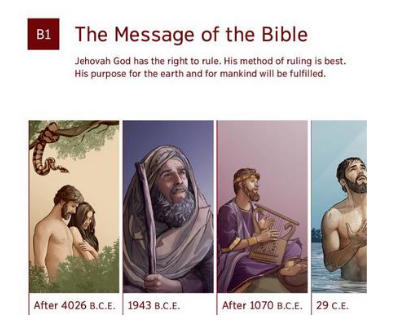 B1
The Message of the Bible
Jehovah God has the right to rule. His method of ruling is best.
His purpose for the earth and for mankind will be fulfilled.
After 4026 B.C.E.
1943 B.C.E.
After 1070 B.C.E.
29 C.E.